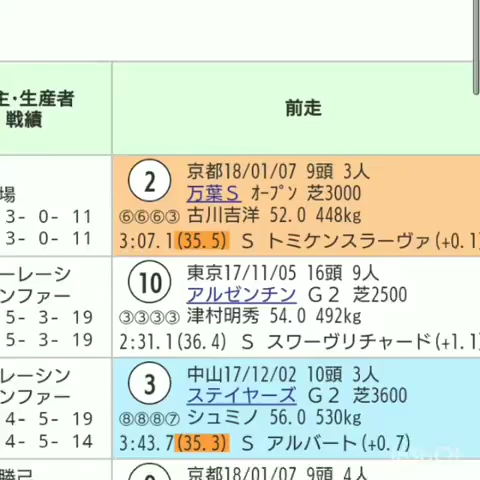 主・生産者
戦績
前走
場
3- 0- 11
3- 0- 11
2
京都18/01/07 9頭 3人
万葉S オープン 芝3000
⑥⑥⑥③ 古川吉洋 52.0 448kg
3:07.1(35.5) S トミケンスラーヴァ(+0.1)
ーレーシ
ンファー
5- 3- 19
5- 3- 19
10
東京17/11/05 16頭 9人
アルゼンチン G2 芝2500
③③③③ 津村明秀 54.0 492kg
2:31.1(36.4) S スワーヴリチャード(+1.1)
レーシン
ンファー
4- 5- 19
4- 5- 14
3
中山17/12/02 10頭 3人
ステイヤーズ G2 芝3600
⑧⑧⑧⑦ シュミノ 56.0 530kg
3:43.7(35.3) S アルバート(+0.7)
勝己
京都18/01/07 9頭 4人